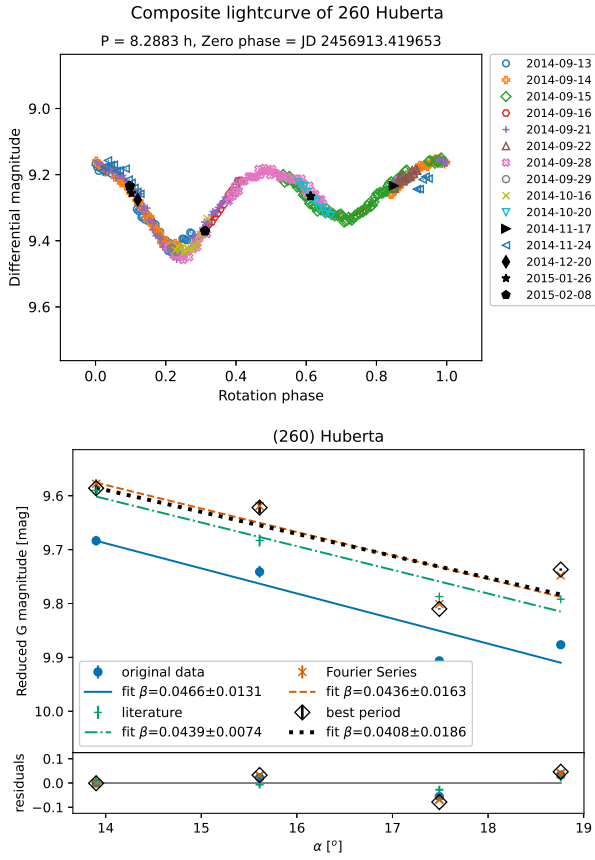 Composite lightcurve of 260 Huberta
P = 8.2883 h, Zero phase = JD 2456913.419653
Differential magnitude
9.0
9.2
9.4
9.6
0.0 0.2 0.4 0.6 0.8 1.0
Rotation phase
2014-09-13
2014-09-14
2014-09-15
2014-09-16
2014-09-21
2014-09-22
2014-09-28
2014-09-29
2014-10-16
2014-10-20
2014-11-17
2014-11-24
2014-12-20
2015-01-26
2015-02-08
(260) Huberta
Reduced G magnitude [mag]
9.6
9.7
9.8
9.9
10.0
original data
fit β=0.0466±0.0131
literature
fit β=0.0439±0.0074
Fourier Series
fit β=0.0436±0.0163
best period
fit β=0.0408±0.0186
residuals
0.1
0.0
−0.1
14 15 16 17 18 19
α [°]